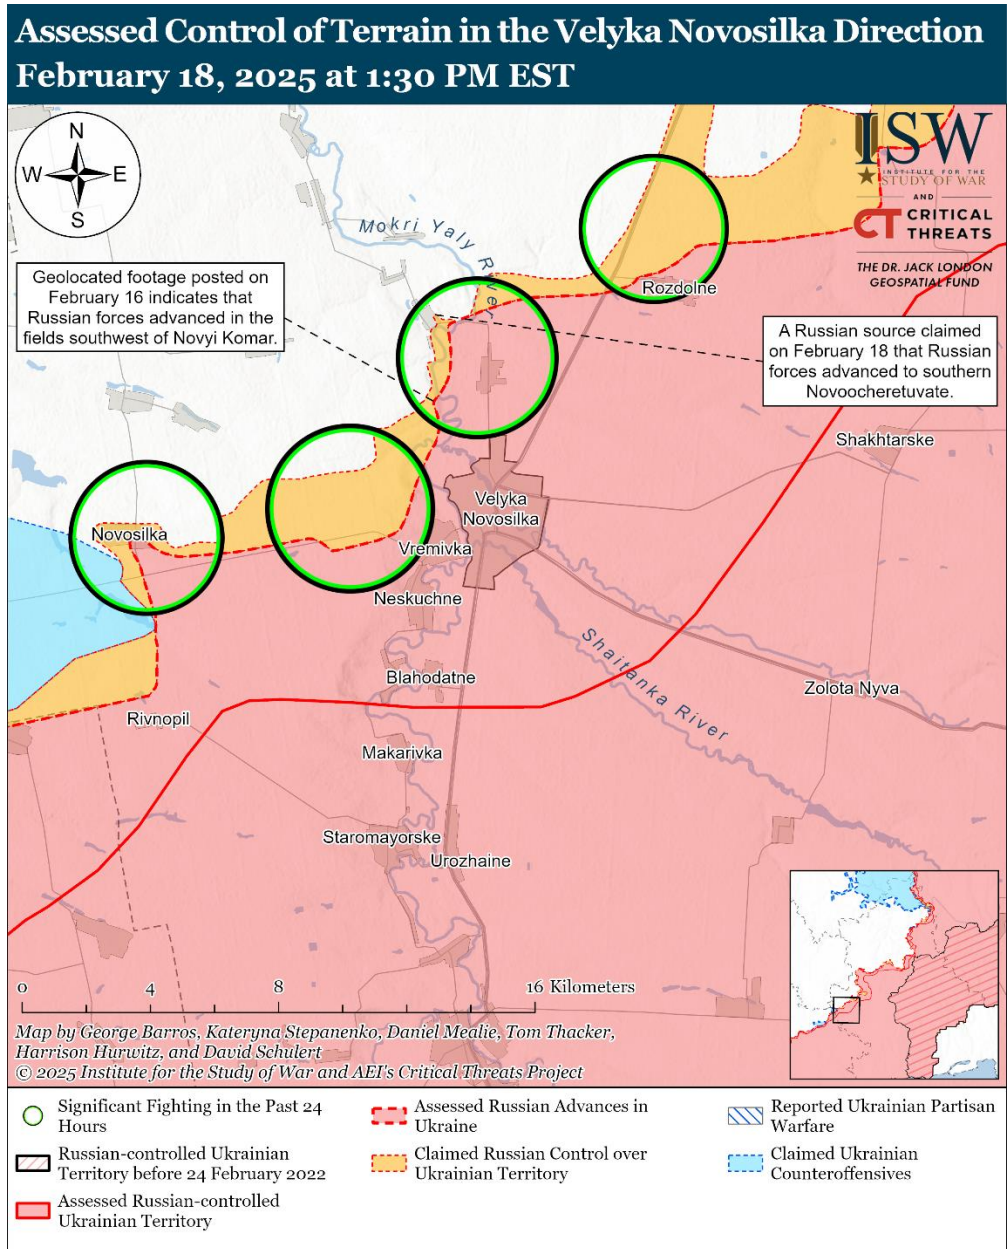 Assessed Control of Terrain in the Velyka Novosilka Direction
February 18, 2025 at 1:30 PM EST
N
W
E
S
ISW
INSTITUTE FOR THE
STUDY OF WAR
AND
CT CRITICAL
THREATS
THE DR. JACK LONDON
GEOSPATIAL FUND
Mokri Yaly River
Geolocated footage posted on
February 16 indicates that
Russian forces advanced in the
fields southwest of Novyi Komar.
Rozdolne
A Russian source claimed
on February 18 that Russian
forces advanced to southern
Novoocheretuvate.
Shakhtarske
Velyka
Novosilka
Novosilka
Vremivka
Neskuchne
Shaitanka River
Blahodatne
Zolota Nyva
Rivnopil
Makarivka
Staromayorske
Urozhaine
0
4
8
16 Kilometers
Map by George Barros, Kateryna Stepanenko, Daniel Mealie, Tom Thacker,
Harrison Hurwitz, and David Schulert
© 2025 Institute for the Study of War and AEI's Critical Threats Project
Significant Fighting in the Past 24
Hours
Russian-controlled Ukrainian
Territory before 24 February 2022
Assessed Russian-controlled
Ukrainian Territory
Assessed Russian Advances in
Ukraine
Claimed Russian Control over
Ukrainian Territory
Reported Ukrainian Partisan
Warfare
Claimed Ukrainian
Counteroffensives